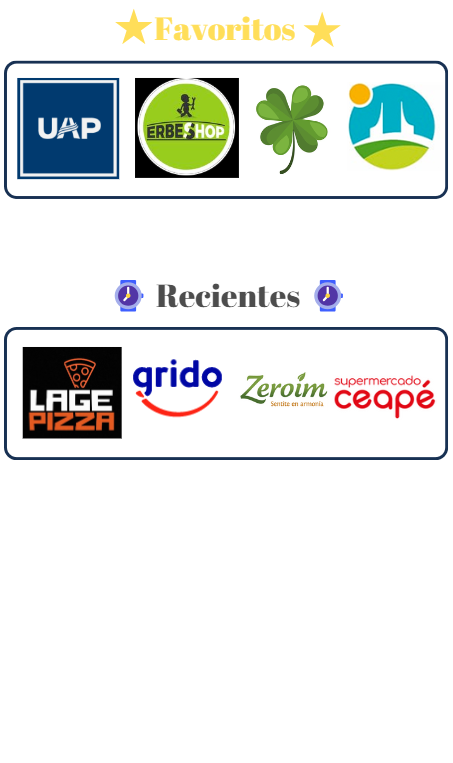 Favoritos
UAP
ERBESHOP
Recientes
LAGE
PIZZA
grido
Zeroim
Sentite en armonía
supermercado
ceapé